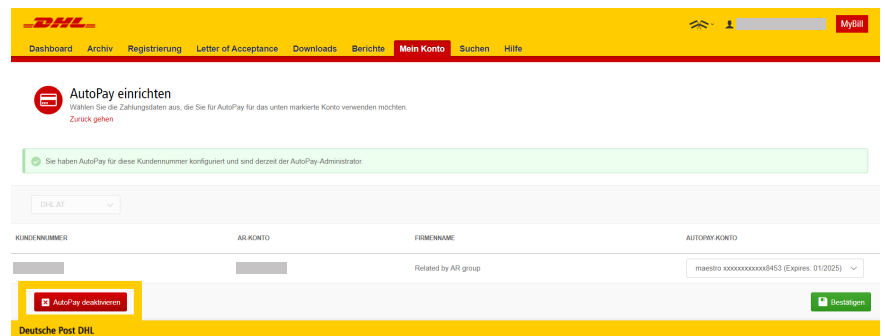 DHL
MyBill
Dashboard Archiv Registrierung Letter of Acceptance Downloads Berichte Mein Konto Suchen Hilfe
AutoPay einrichten
Wählen Sie die Zahlungsdaten aus, die Sie für AutoPay für das unten markierte Konto verwenden möchten.
Zurück gehen
Sie haben AutoPay für diese Kundennummer konfiguriert und sind derzeit der AutoPay-Administrator
DHL AT
KUNDENNUMMER AR-KONTO FIRMENNAME AUTOPAY-KONTO
Related by AR group maestro xxxxxxxxxxxx8453 (Expires: 01/2025)
AutoPay deaktivieren Bestätigen
Deutsche Post DHL